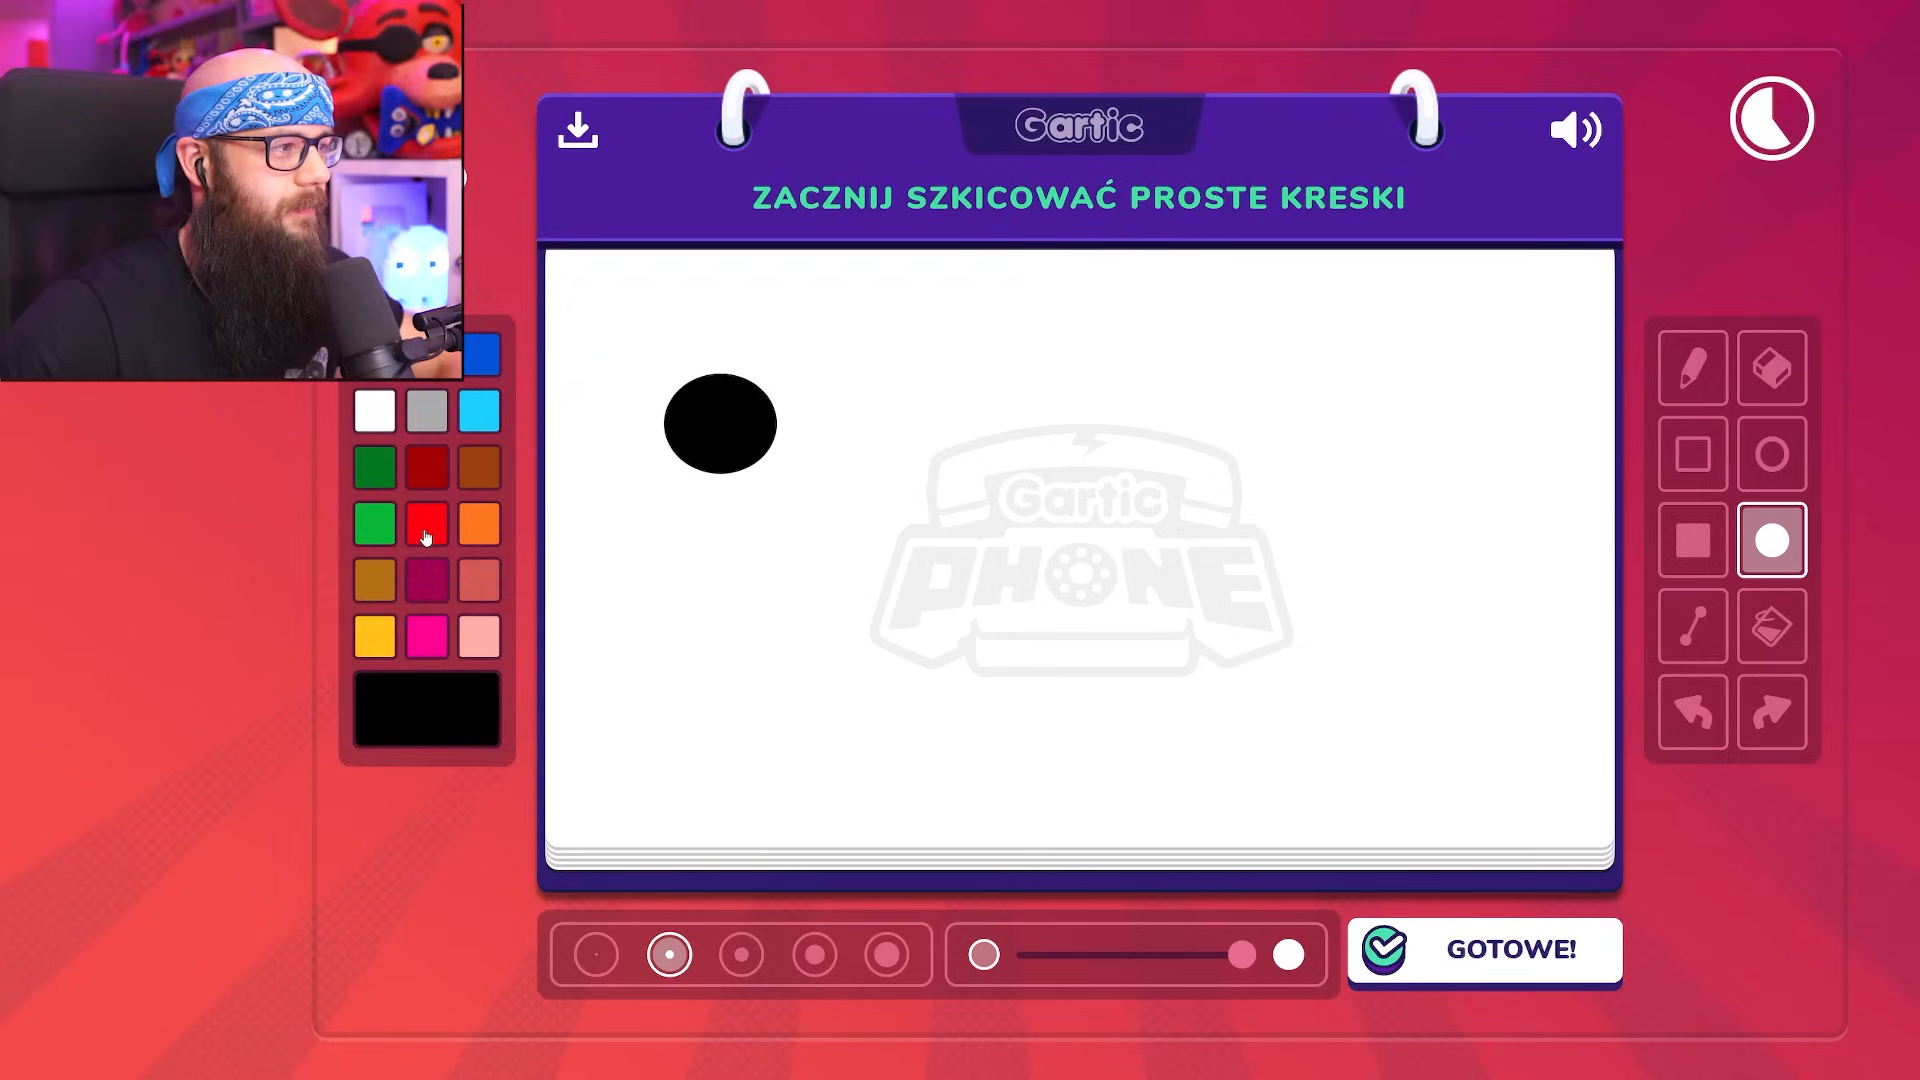 Gartic
ZACZNIJ SZKICOWAĆ PROSTE KRESKI
Gartic
PHONE
GOTOWE!